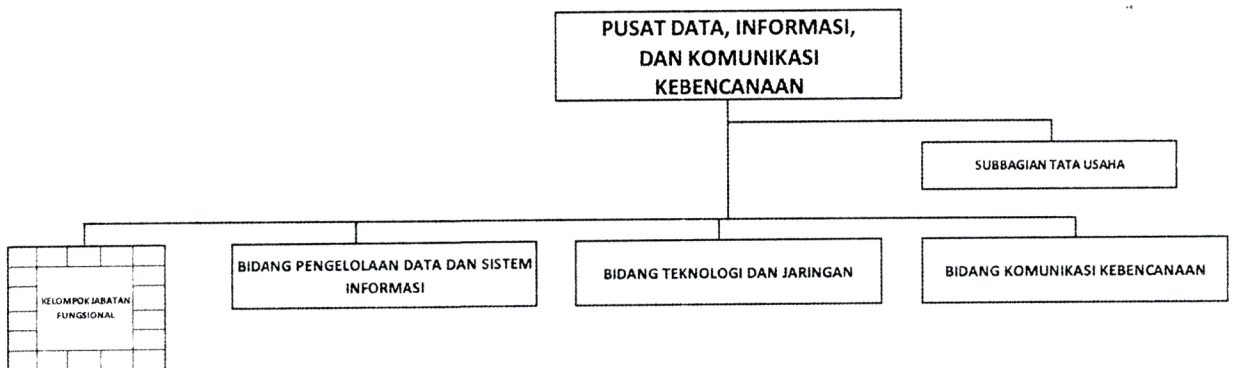 PUSAT DATA, INFORMASI,
DAN KOMUNIKASI
KEBENCANAAN
SUBBAGIAN TATA USAHA
KELOMPOK JABATAN
FUNGSIONAL
BIDANG PENGELOLAAN DATA DAN SISTEM
INFORMASI
BIDANG TEKNOLOGI DAN JARINGAN
BIDANG KOMUNIKASI KEBENCANAAN